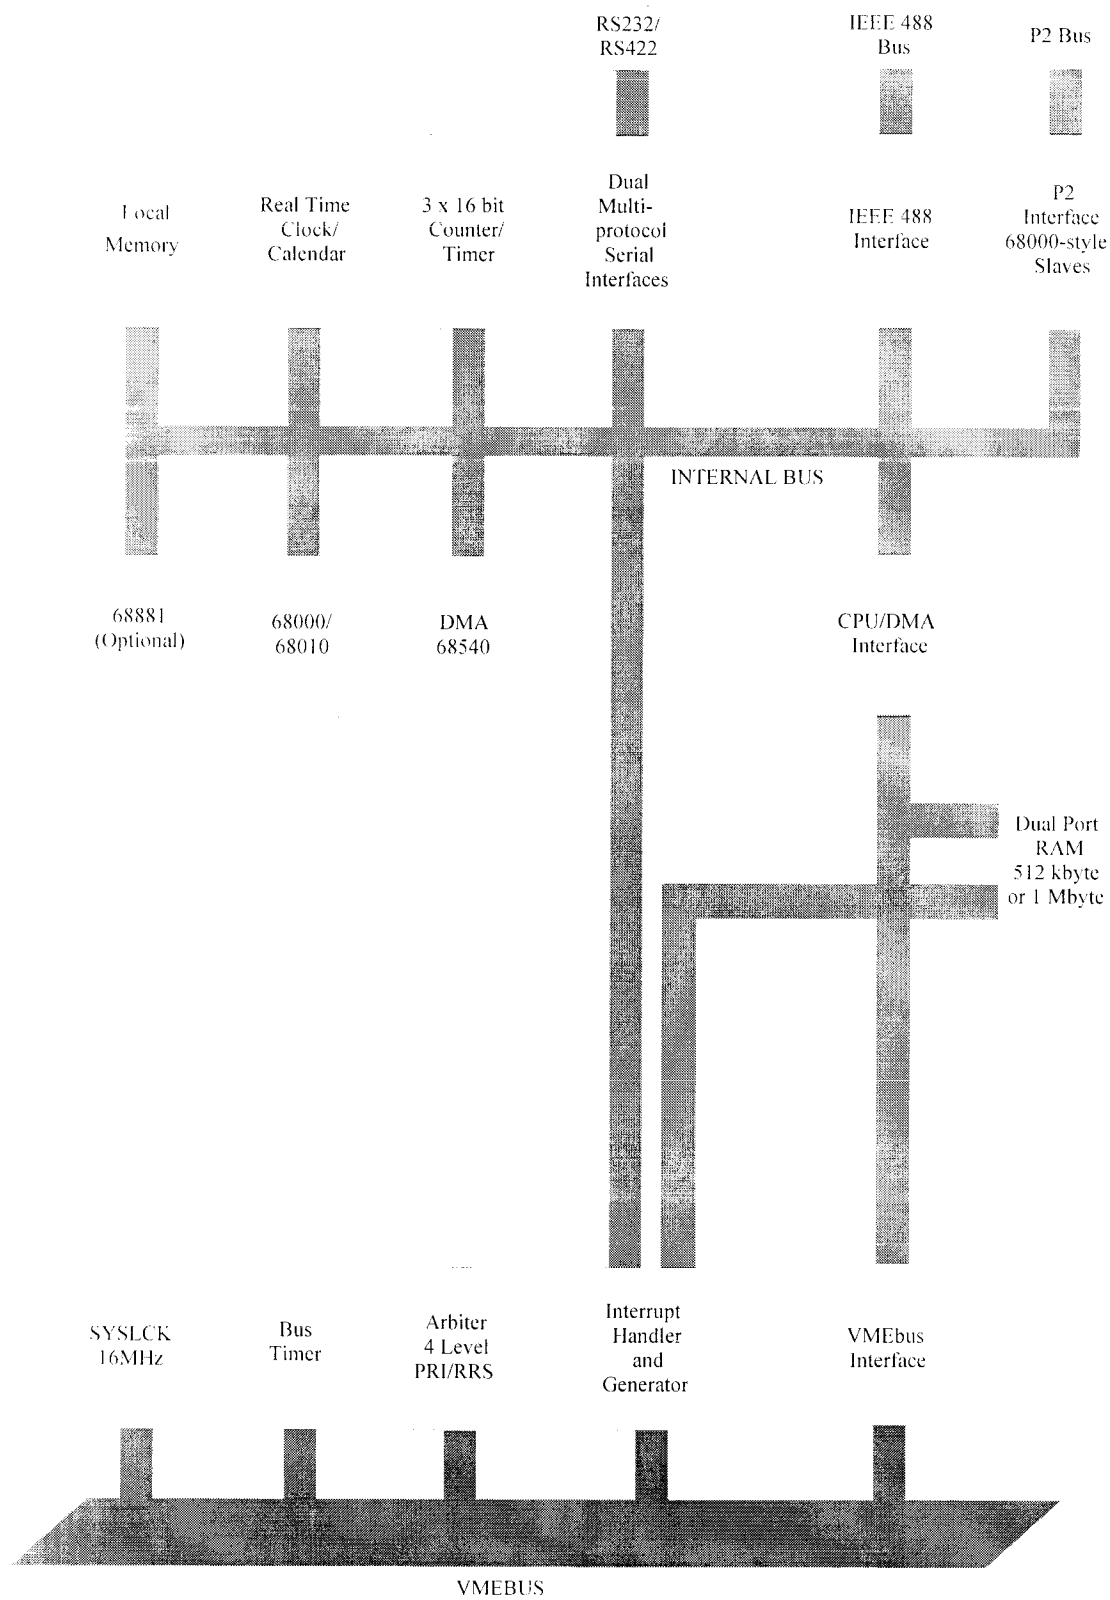 RS232/
RS422
IEEE 488
Bus
P2 Bus
Local
Memory
Real Time
Clock/
Calendar
3 x 16 bit
Counter/
Timer
Dual
Multi-
protocol
Serial
Interfaces
IEEE 488
Interface
P2
Interface
68000-style
Slaves
INTERNAL BUS
68881
(Optional)
68000/
68010
DMA
68540
CPU/DMA
Interface
Dual Port
RAM
512 kbyte
or 1 Mbyte
SYSLCK
16MHz
Bus
Timer
Arbiter
4 Level
PRI/RRS
Interrupt
Handler
and
Generator
VMEbus
Interface
VMEBUS